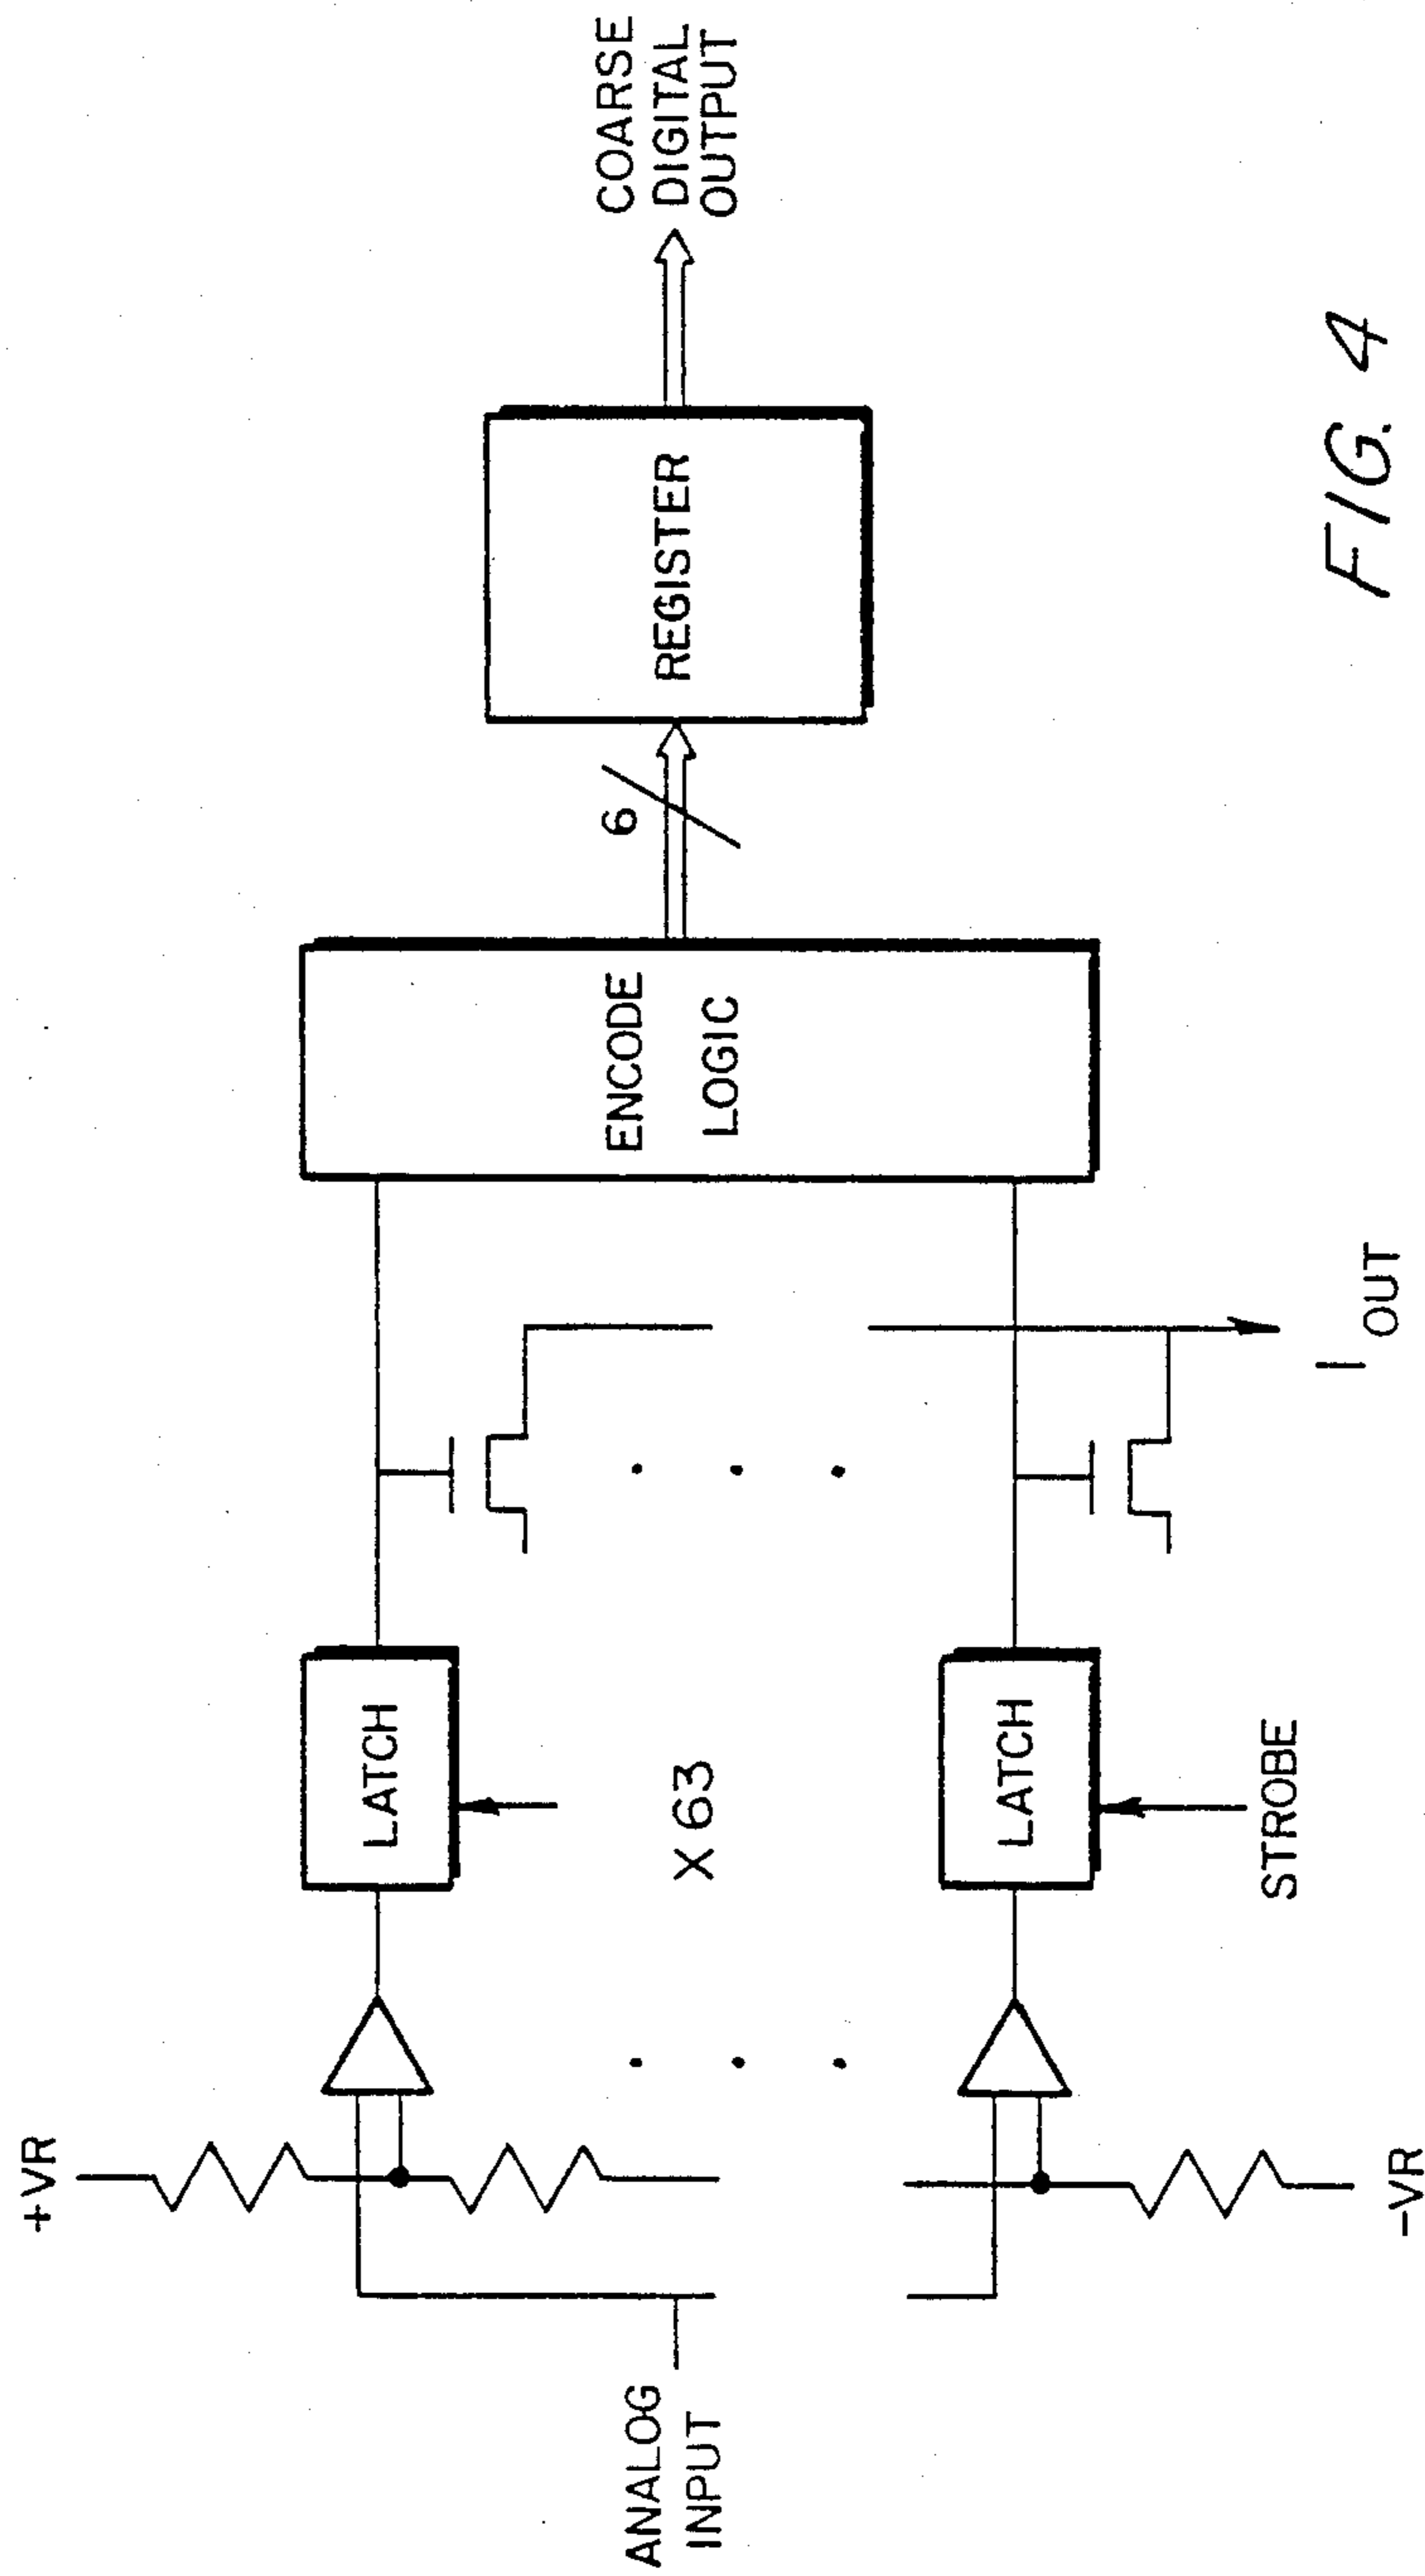 +VR
ANALOG
INPUT
-VR
LATCH
X 63
LATCH
STROBE
I OUT
ENCODE
LOGIC
6
REGISTER
COARSE
DIGITAL
OUTPUT
FIG. 4